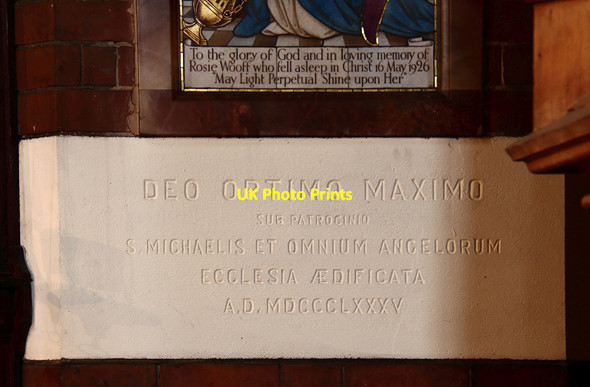 To the glory of God and in loving memory of
Rosie Wooff who fell asleep in Christ 16 May 1926
"May Light Perpetual Shine upon Her"
DEO OPTIMO MAXIMO
UK Photo Prints
SUB PATROCINIO
S. MICHAELIS ET OMNIUM ANGELORUM
ECCLESIA ÆDIFICATA
A.D. MDCCCLXXXV